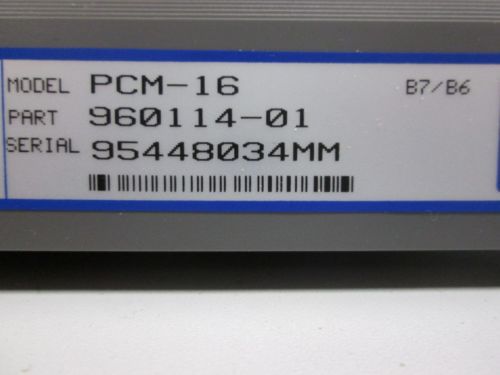 MODEL PCM-16 B7/B6
PART 960114-01
SERIAL 95448034MM